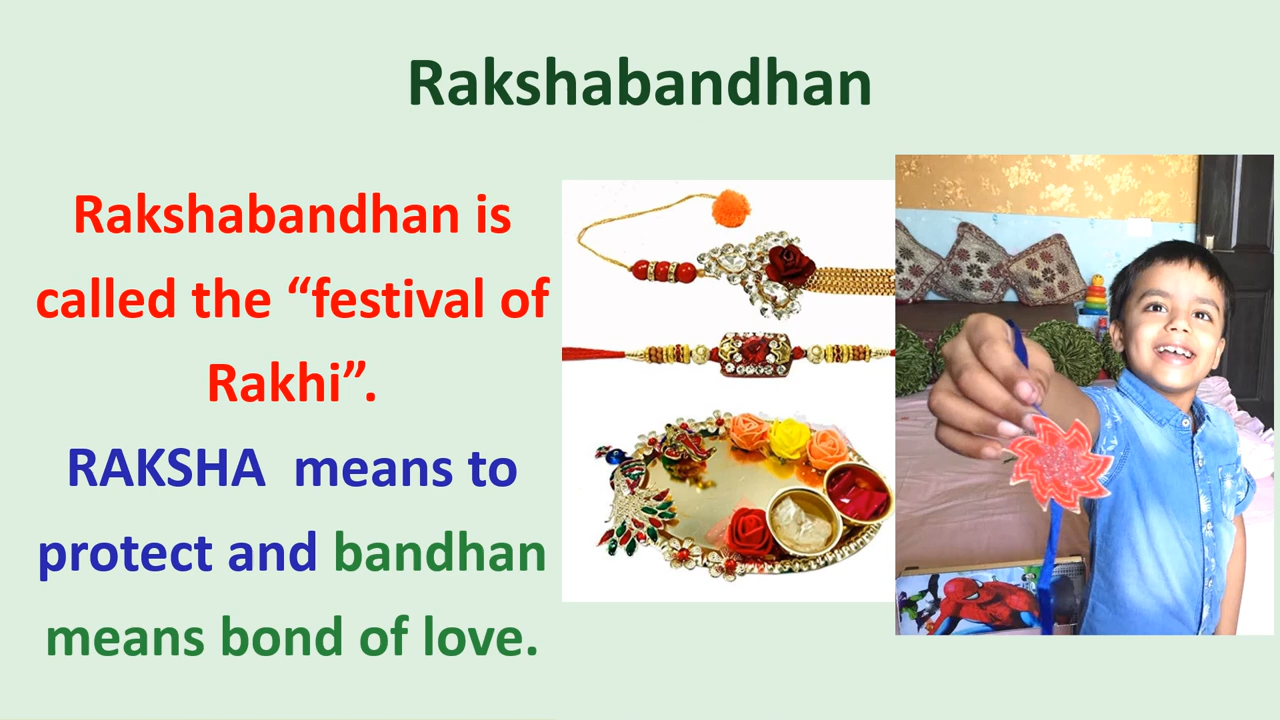 Rakshabandhan
Rakshabandhan is
called the “festival of
Rakhi”.
RAKSHA  means to
protect and bandhan
means bond of love.